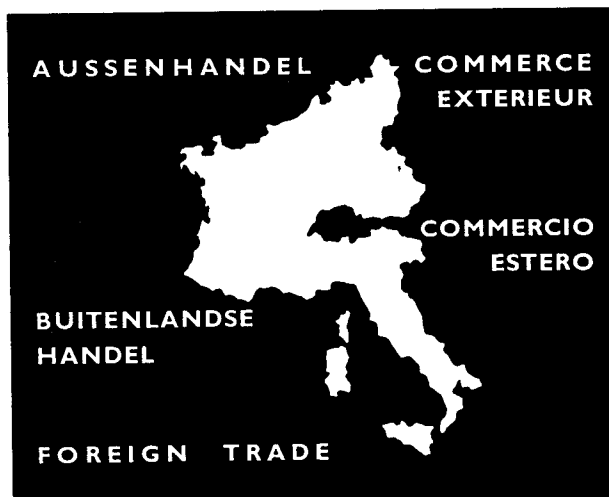 AUSSENHANDEL
COMMERCE
EXTERIEUR
COMMERCIO
ESTERO
BUITENLANDSE
HANDEL
FOREIGN TRADE